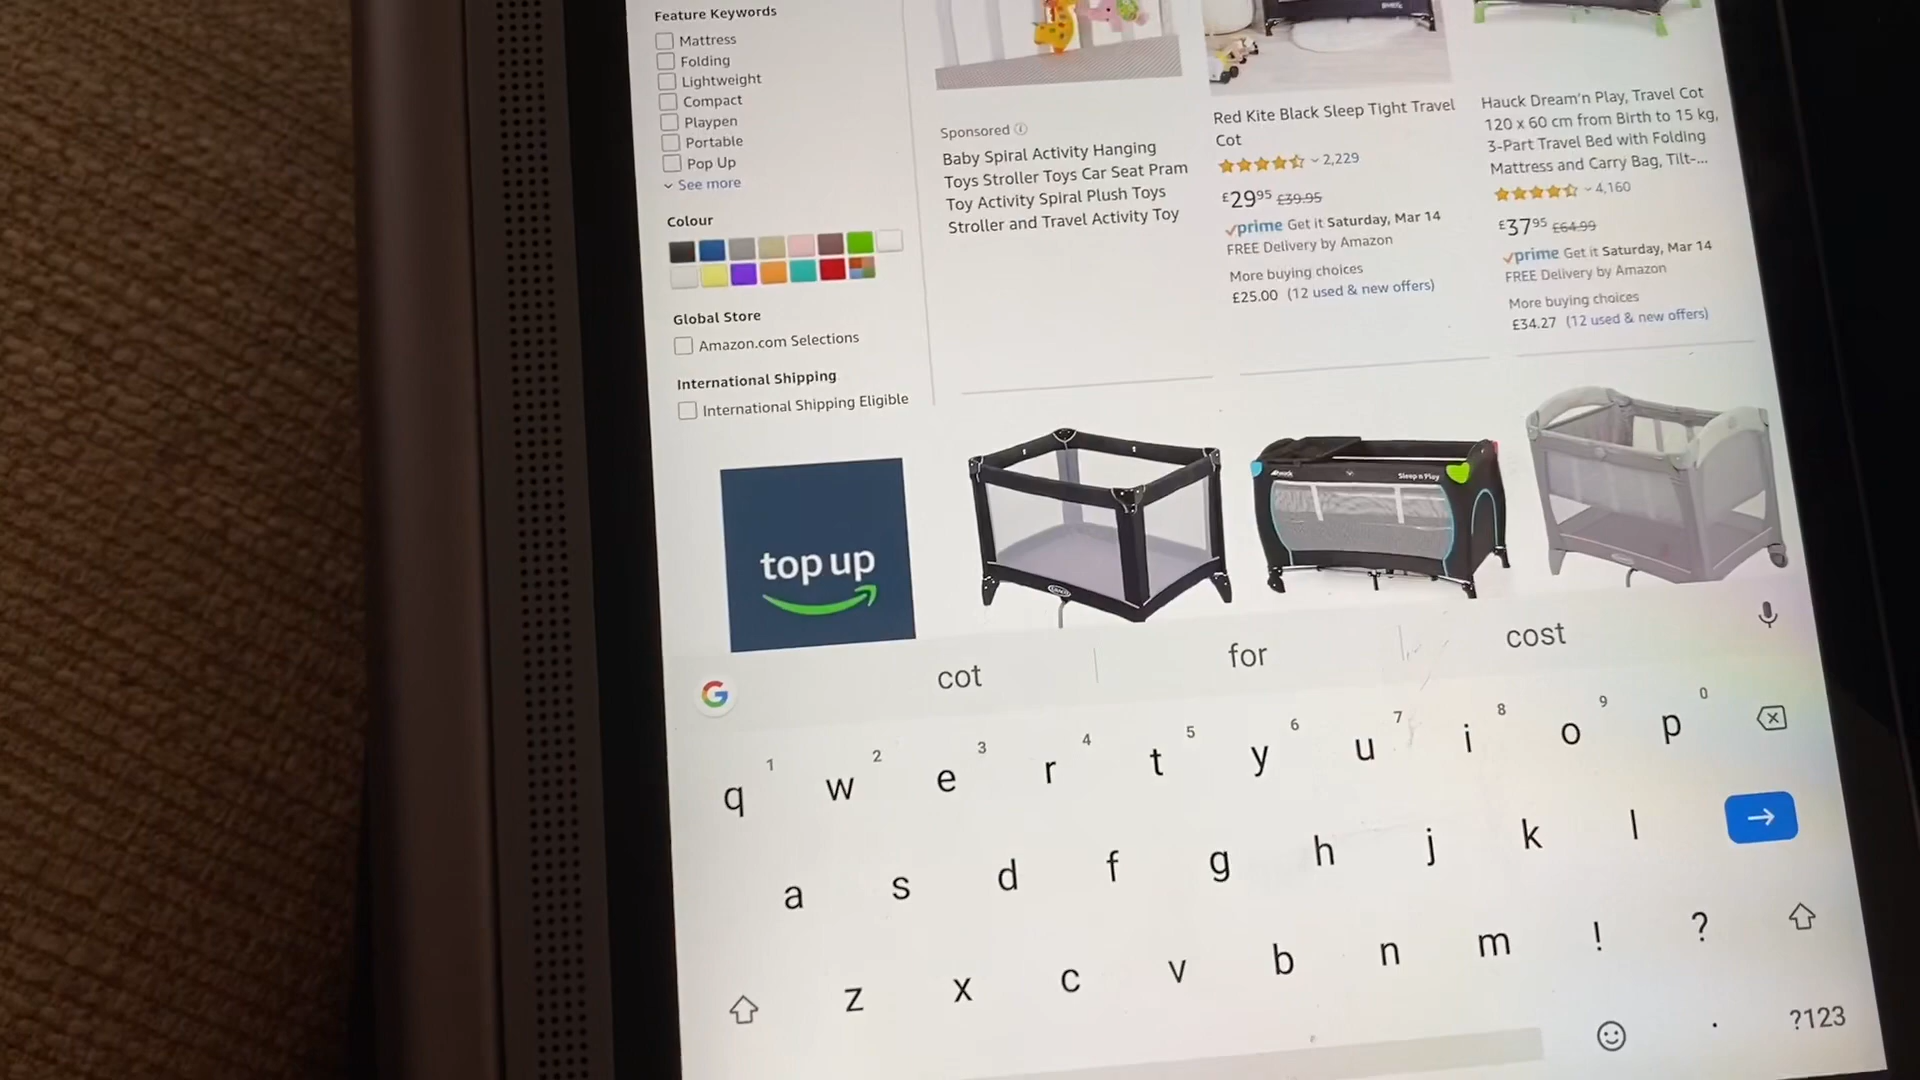 Feature Keywords
Mattress
Folding
Lightweight
Compact
Playpen
Portable
Pop Up
See more
Colour
Global Store
Amazon.com Selections
International Shipping
International Shipping Eligible
top up
Sponsored
Baby Spiral Activity Hanging
Toys Stroller Toys Car Seat Pram
Toy Activity Spiral Plush Toys
Stroller and Travel Activity Toy
Red Kite Black Sleep Tight Travel
Cot
2,229
£29.95 £39.95
prime Get it Saturday, Mar 14
FREE Delivery by Amazon
More buying choices
£25.00 (12 used & new offers)
Hauck Dream'n Play, Travel Cot
120 x 60 cm from Birth to 15 kg,
3-Part Travel Bed with Folding
Mattress and Carry Bag, Tilt-...
4,160
£37.95 £64.99
prime Get it Saturday, Mar 14
FREE Delivery by Amazon
More buying choices
£34.27 (12 used & new offers)
Sleep n Play
G cot for cost
1 2 3 4 5 6 7 8 9 0
q w e r t y u i o p
a s d f g h j k l
z x c v b n m ! ?
. ?123